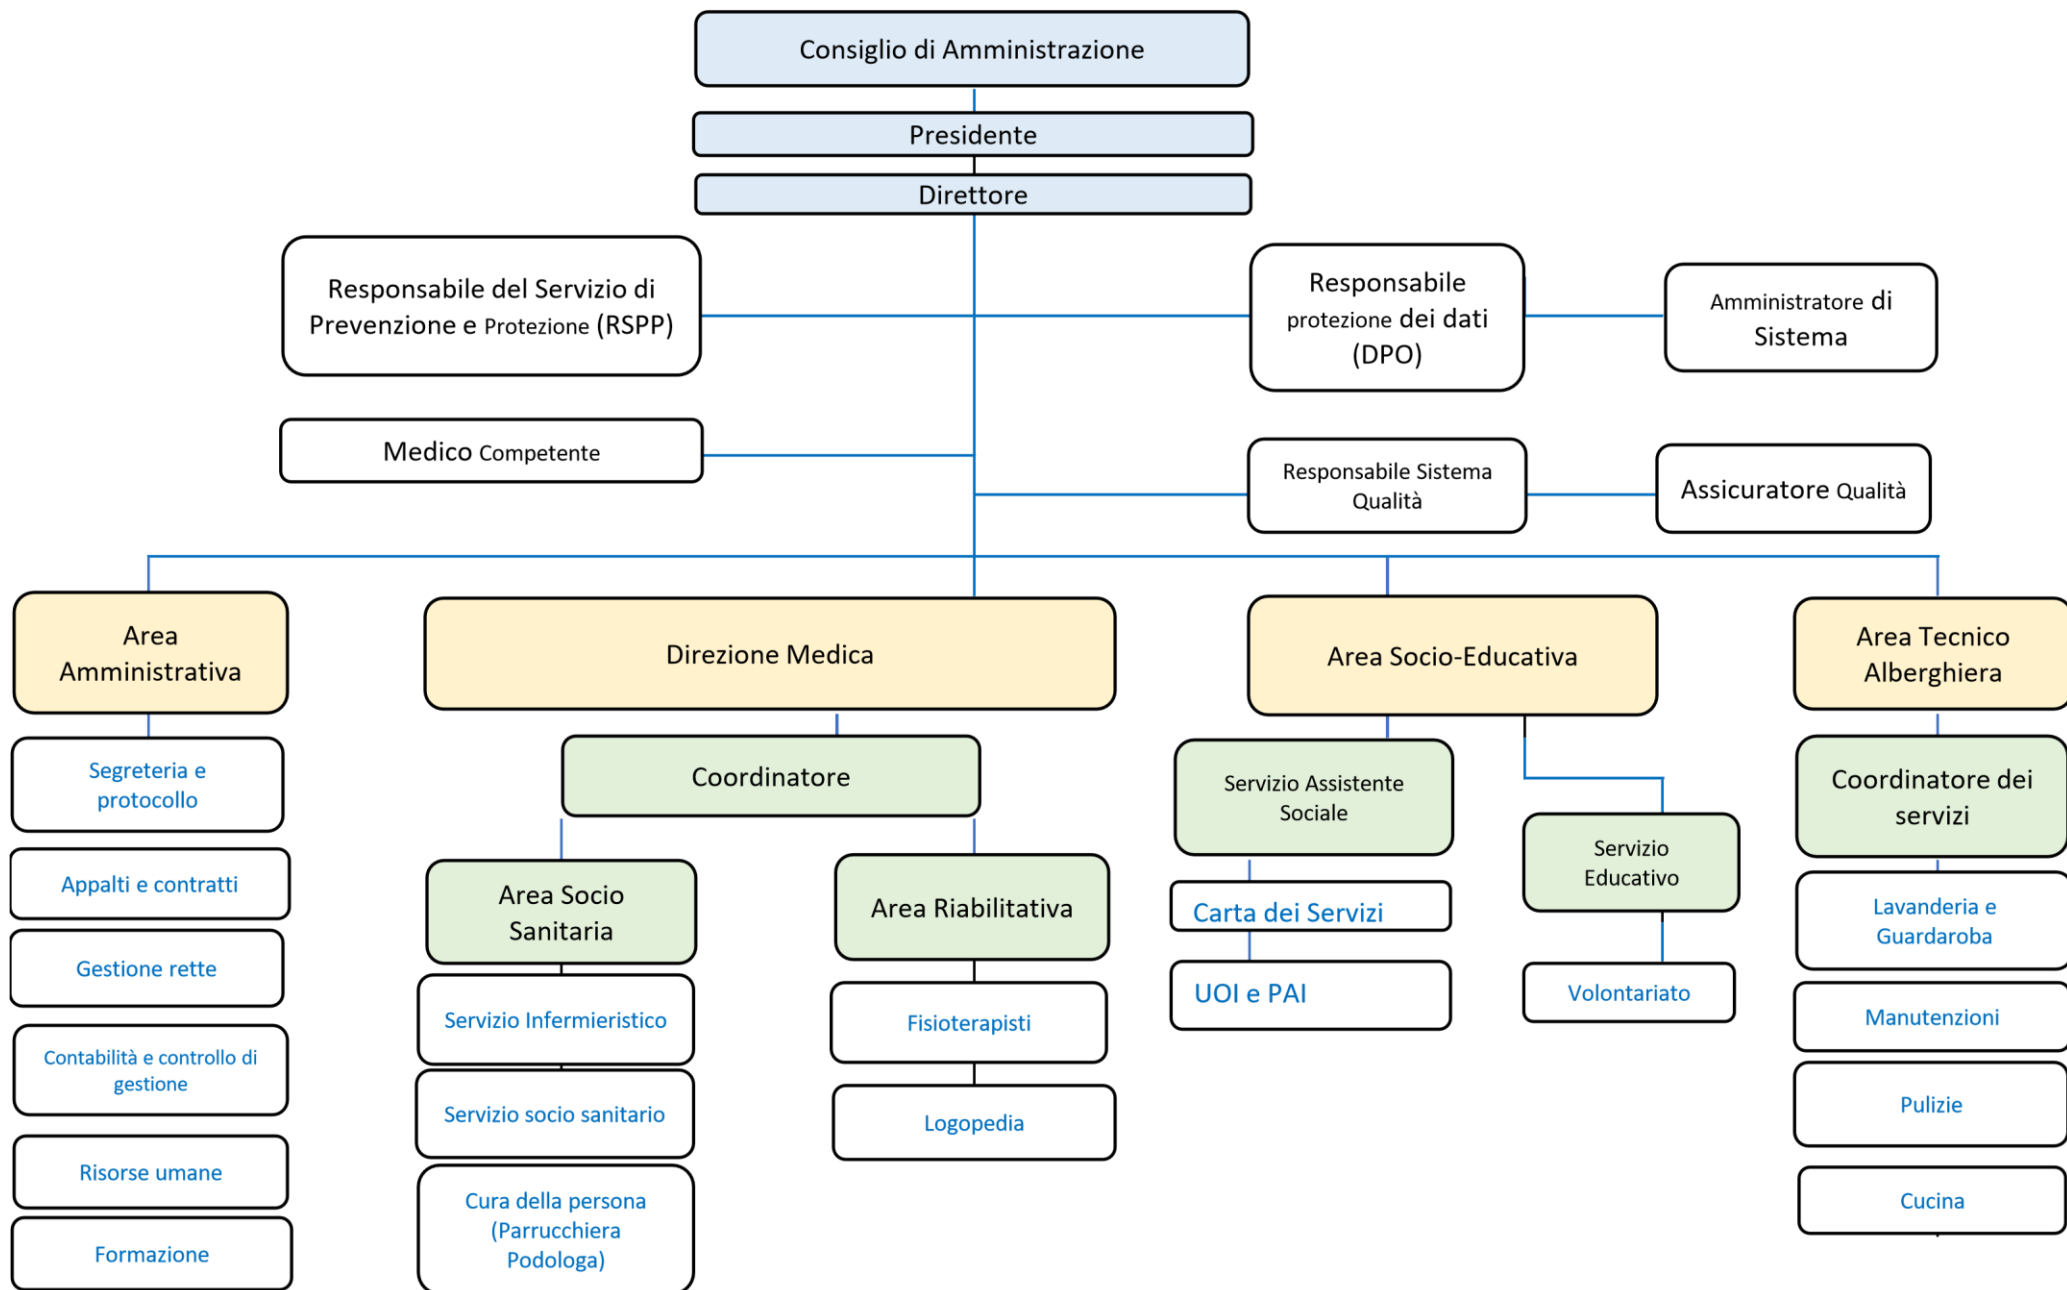 Consiglio di Amministrazione
Presidente
Direttore
Responsabile del Servizio di
Prevenzione e Protezione (RSPP)
Responsabile
protezione dei dati
(DPO)
Amministratore di
Sistema
Medico Competente
Responsabile Sistema
Qualità
Assicuratore Qualità
Area
Amministrativa
Direzione Medica
Area Socio-Educativa
Area Tecnico
Alberghiera
Segreteria e
protocollo
Appalti e contratti
Gestione rette
Contabilità e controllo di
gestione
Risorse umane
Formazione
Coordinatore
Area Socio
Sanitaria
Servizio Infermieristico
Servizio socio sanitario
Cura della persona
(Parrucchiera
Podologa)
Area Riabilitativa
Fisioterapisti
Logopedia
Servizio Assistente
Sociale
Carta dei Servizi
UOI e PAI
Servizio
Educativo
Volontariato
Coordinatore dei
servizi
Lavanderia e
Guardaroba
Manutenzioni
Pulizie
Cucina